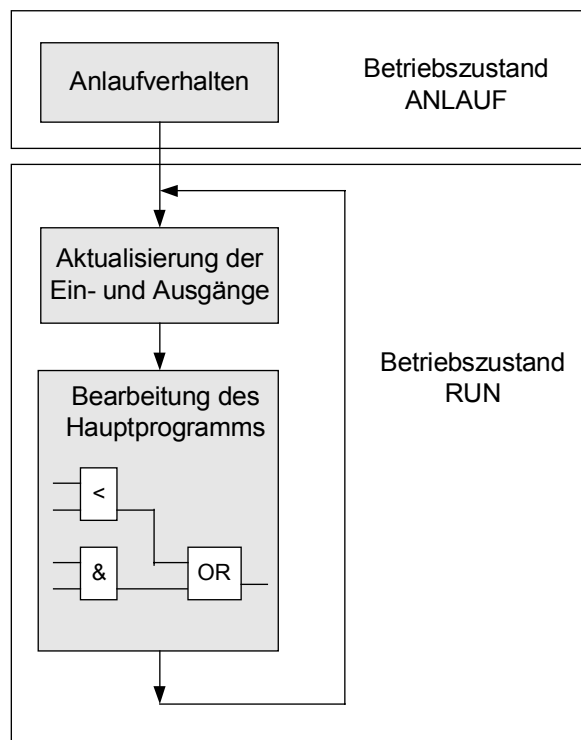 Anlaufverhalten
Betriebszustand
ANLAUF
Aktualisierung der
Ein- und Ausgänge
Betriebszustand
RUN
Bearbeitung des
Hauptprogramms
<
&
OR